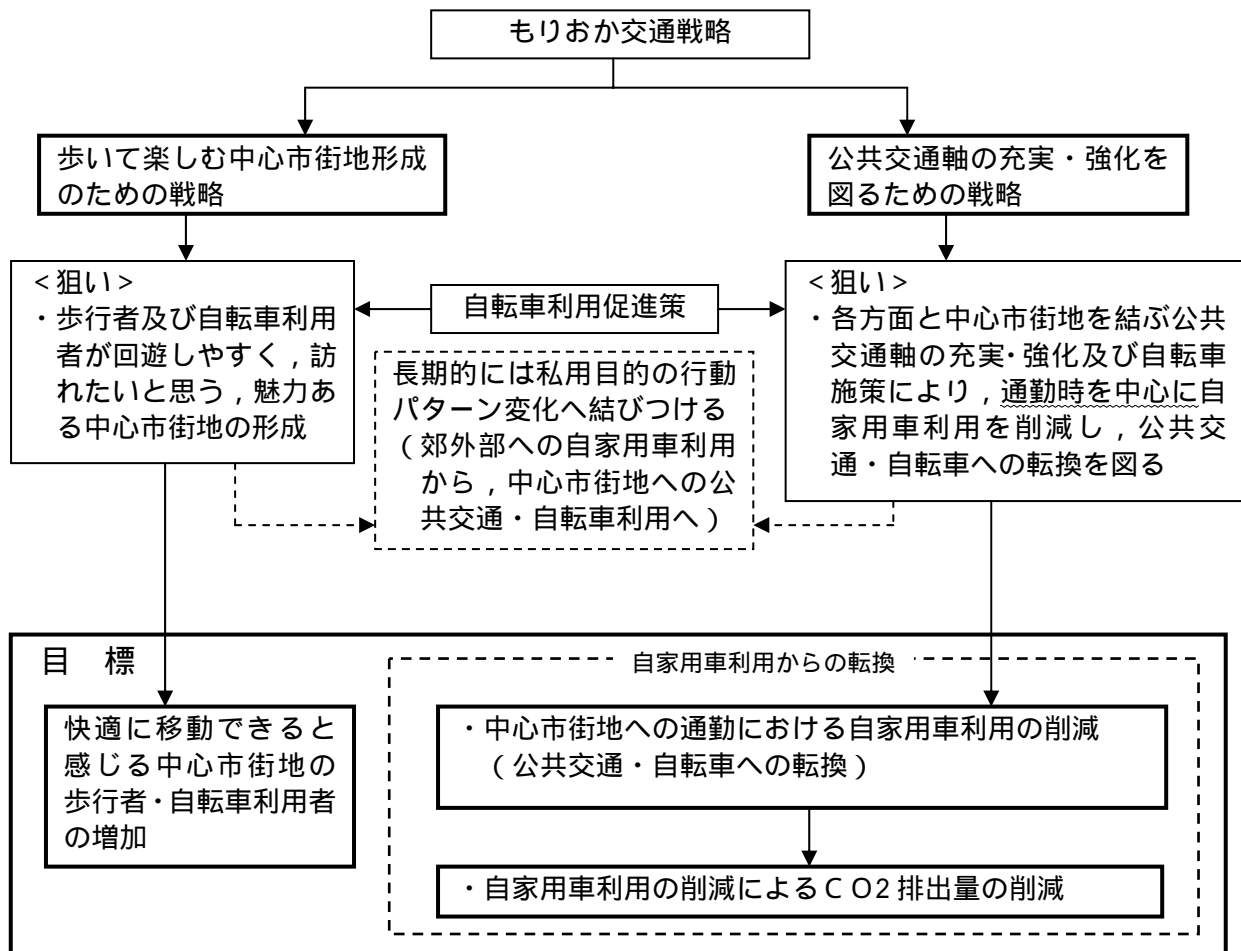 もりおか交通戦略
歩いて楽しむ中心市街地形成
のための戦略
公共交通軸の充実・強化を
図るための戦略
＜狙い＞
・歩行者及び自転車利用
者が回遊しやすく，訪
れたいと思う，魅力あ
る中心市街地の形成
自転車利用促進策
長期的には私用目的の行動
パターン変化へ結びつける
（郊外部への自家用車利用
から，中心市街地への公
共交通・自転車利用へ）
＜狙い＞
・各方面と中心市街地を結ぶ公共
交通軸の充実・強化及び自転車
施策により，通勤時を中心に自
家用車利用を削減し，公共交
通・自転車への転換を図る
目　標
快適に移動できると
感じる中心市街地の
歩行者・自転車利用者
の増加
自家用車利用からの転換
・中心市街地への通勤における自家用車利用の削減
（公共交通・自転車への転換）
・自家用車利用の削減によるＣＯ2 排出量の削減